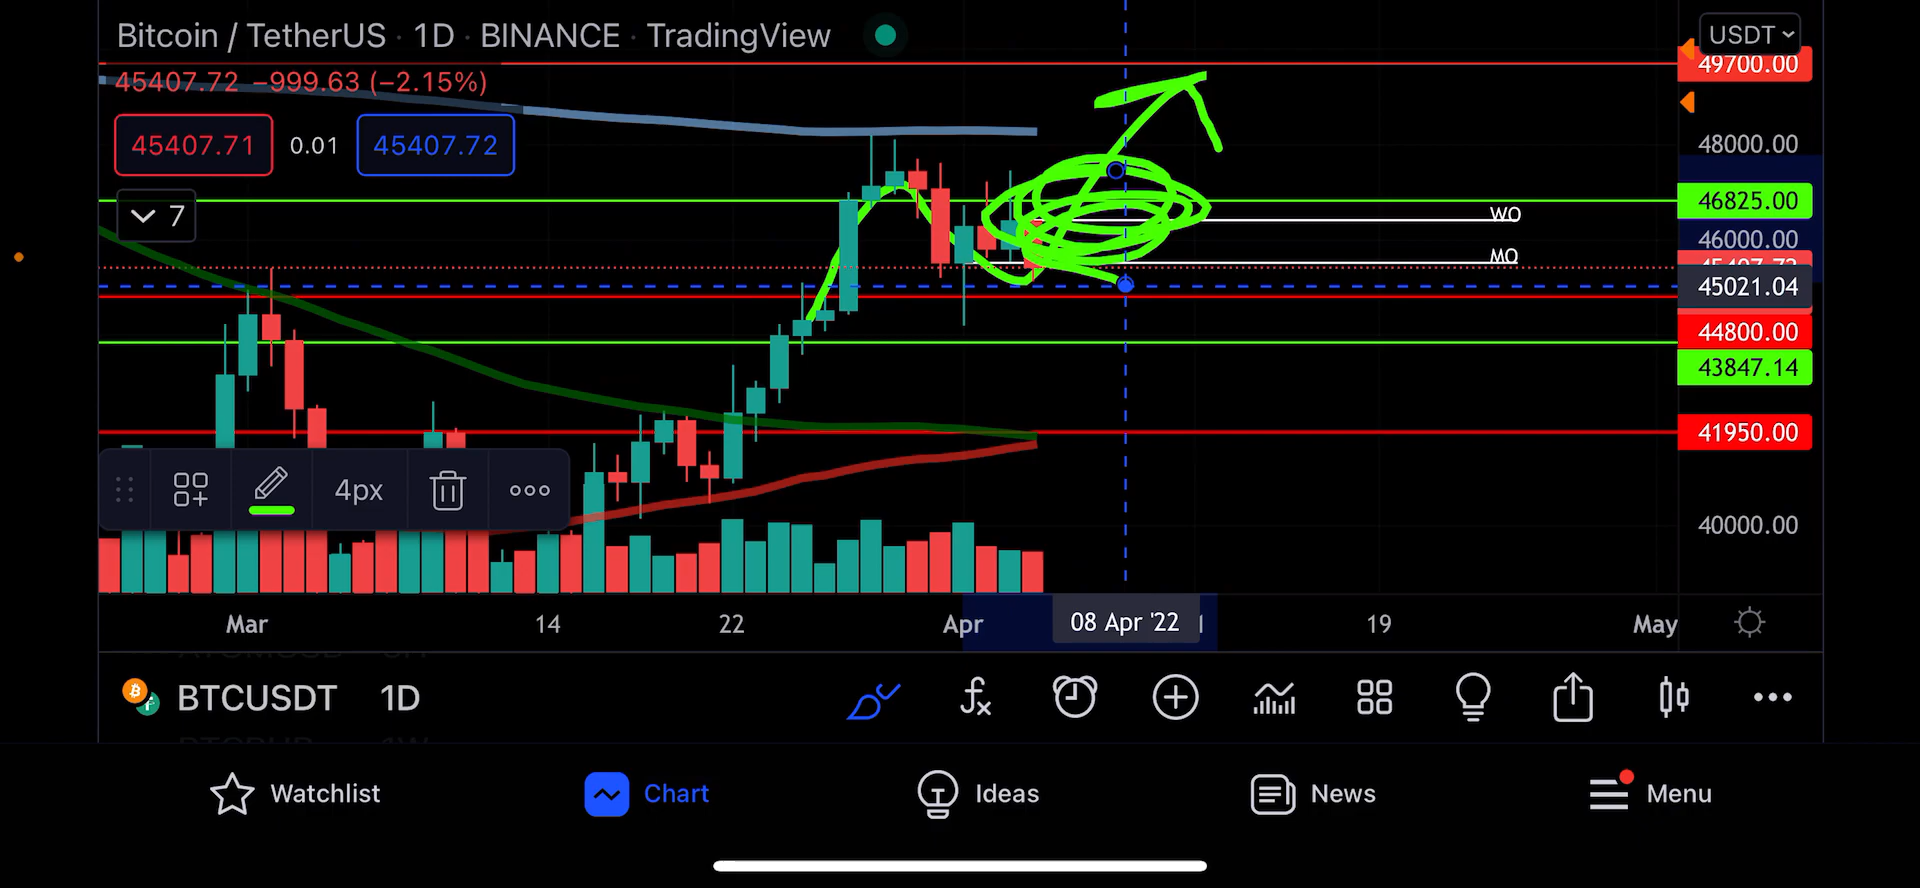 Bitcoin / TetherUS · 1D · BINANCE · TradingView
USDT
49700.00
45407.72 −999.63 (−2.15%)
45407.71 0.01 45407.72
48000.00
7
46825.00
WO
46000.00
MO
45021.04
44800.00
43847.14
41950.00
4px
40000.00
Mar 14 22 Apr 08 Apr '22 19 May
BTCUSDT 1D
Watchlist Chart Ideas News Menu